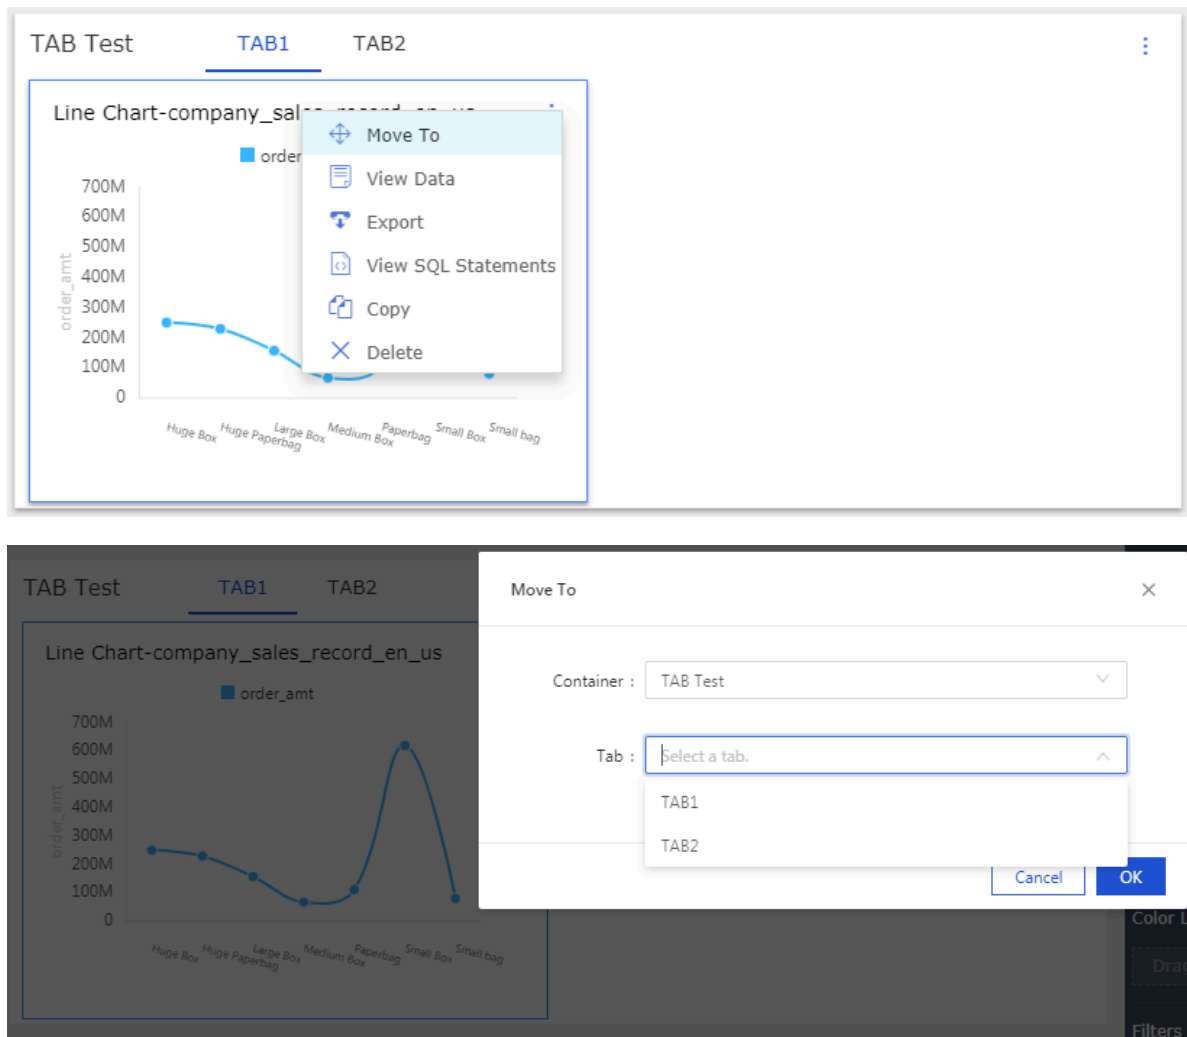 TAB Test TAB1 TAB2
Line Chart-company_sales_record_en_us
order
Move To
View Data
Export
View SQL Statements
Copy
Delete
700M
600M
500M
400M
300M
200M
100M
0
order_amt
Huge Box Huge Paperbag Large Box Medium Box Paperbag Small Box Small bag
TAB Test TAB1 TAB2
Line Chart-company_sales_record_en_us
order_amt
700M
600M
500M
400M
300M
200M
100M
0
order_amt
Huge Box Huge Paperbag Large Box Medium Box Paperbag Small Box Small bag
Move To
Container : TAB Test
Tab : Select a tab.
TAB1
TAB2
Cancel OK
Color L
Drag
Filters